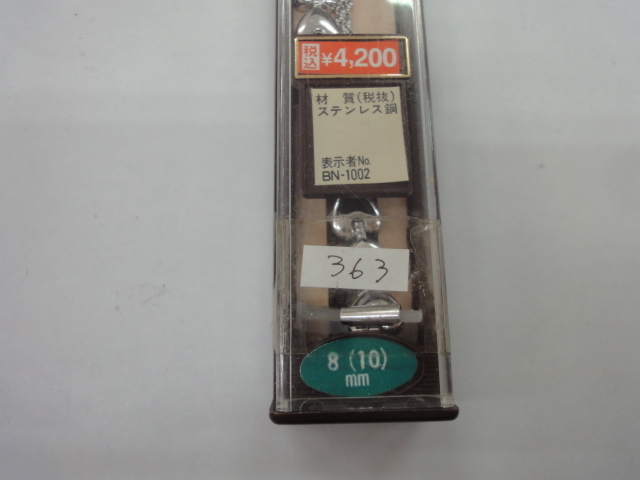 税込 ¥4,200
材 質(税抜)
ステンレス鋼
表示者No.
BN-1002
363
8 (10)
mm